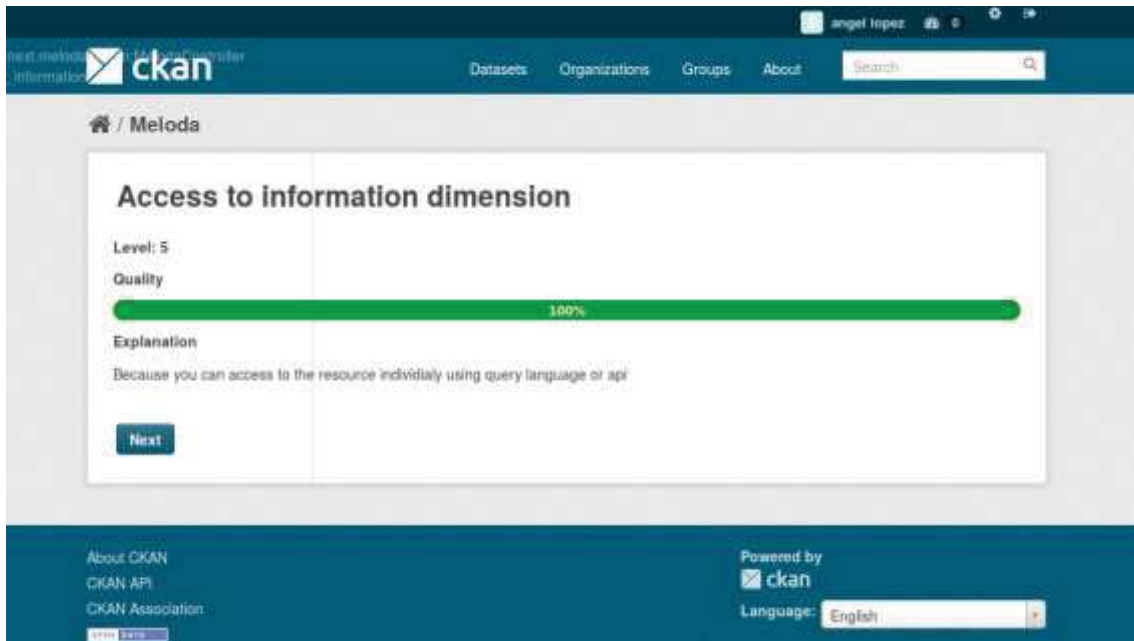 angel lopez 0
ckan
Datasets Organizations Groups About Search
/ Meloda
Access to information dimension
Level: 5
Quality
100%
Explanation
Because you can access to the resource individialy using query language or api
Next
About CKAN
CKAN API
CKAN Association
Powered by
ckan
Language: English